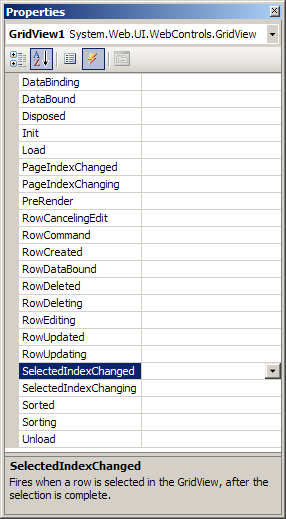 Properties
GridView1 System.Web.UI.WebControls.GridView
DataBinding
DataBound
Disposed
Init
Load
PageIndexChanged
PageIndexChanging
PreRender
RowCancelingEdit
RowCommand
RowCreated
RowDataBound
RowDeleted
RowDeleting
RowEditing
RowUpdated
RowUpdating
SelectedIndexChanged
SelectedIndexChanging
Sorted
Sorting
Unload
SelectedIndexChanged
Fires when a row is selected in the GridView, after the
selection is complete.